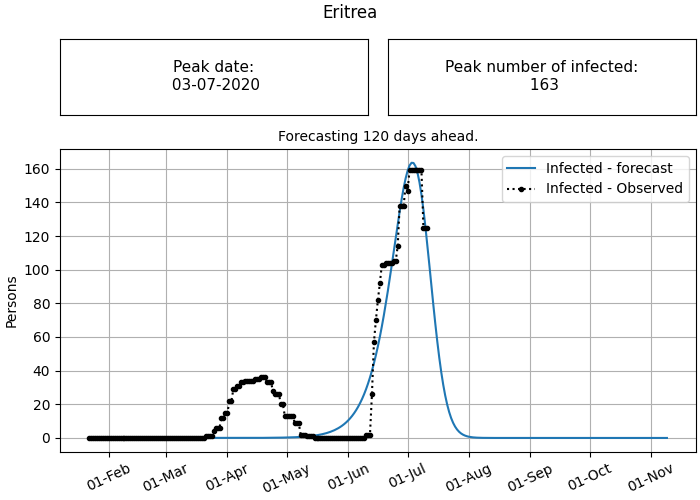 Eritrea
Peak date:
03-07-2020
Peak number of infected:
163
Forecasting 120 days ahead.
Infected - forecast
Infected - Observed
Persons
160
140
120
100
80
60
40
20
0
01-Feb
01-Mar
01-Apr
01-May
01-Jun
01-Jul
01-Aug
01-Sep
01-Oct
01-Nov